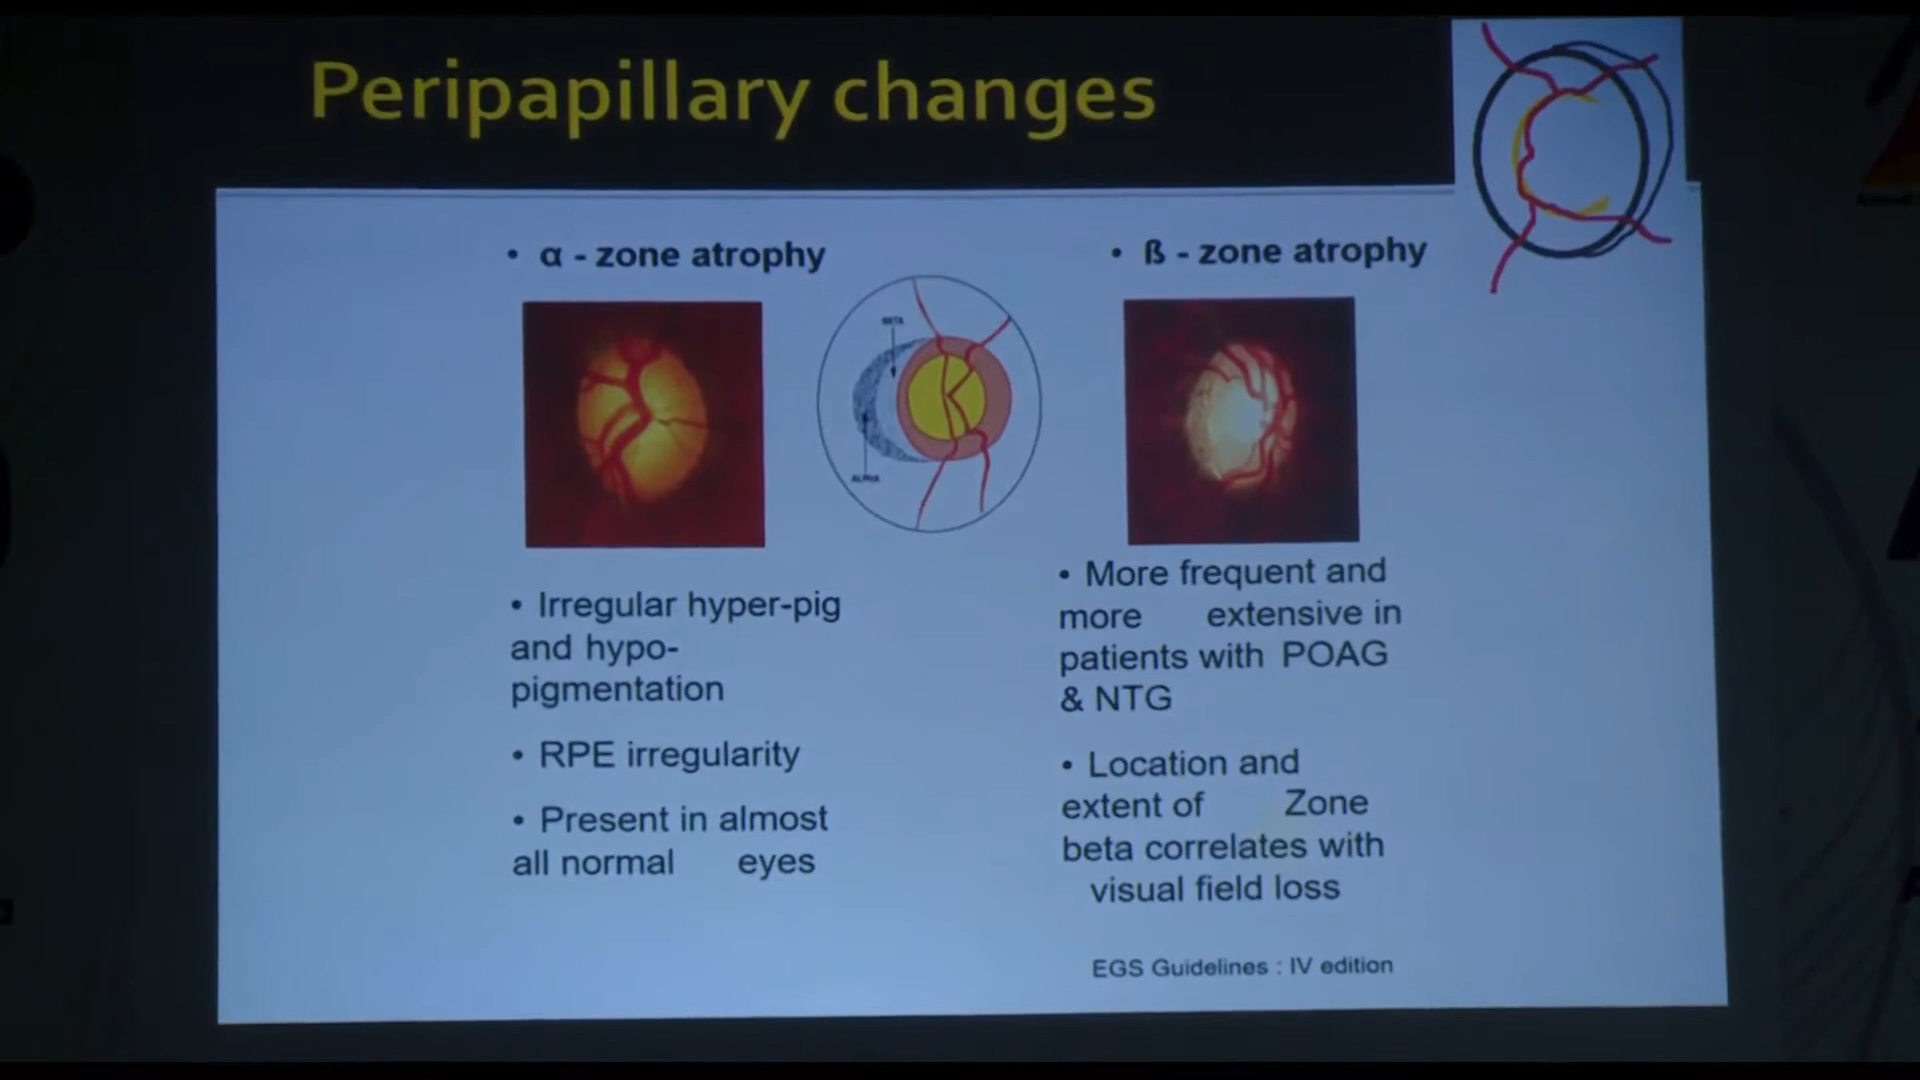 Peripapillary changes
• α - zone atrophy
BETA
ALPHA
• Irregular hyper-pig
and hypo-
pigmentation
• RPE irregularity
• Present in almost
all normal eyes
• ß - zone atrophy
• More frequent and
more extensive in
patients with POAG
& NTG
• Location and
extent of Zone
beta correlates with
visual field loss
EGS Guidelines : IV edition